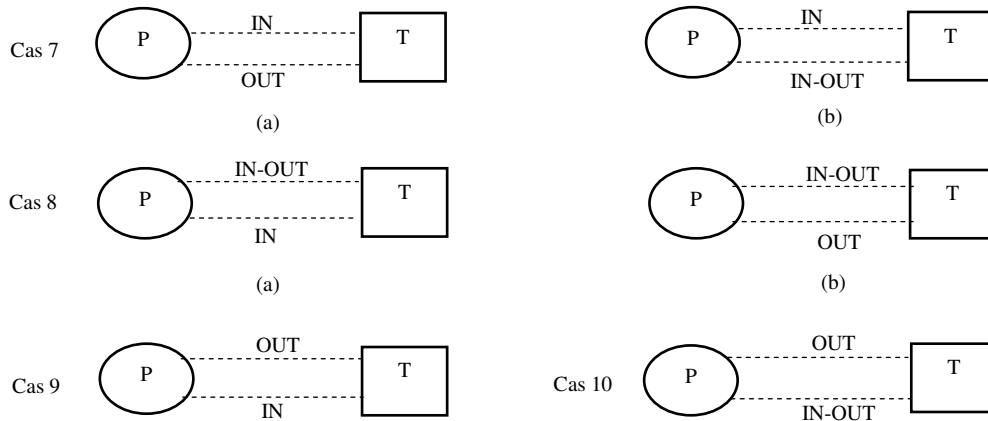 IN IN
P T P T
Cas 7
OUT IN-OUT
(a) (b)
IN-OUT IN-OUT
P T P T
Cas 8
IN OUT
(a) (b)
OUT OUT
P T P T
Cas 9 Cas 10
IN IN-OUT